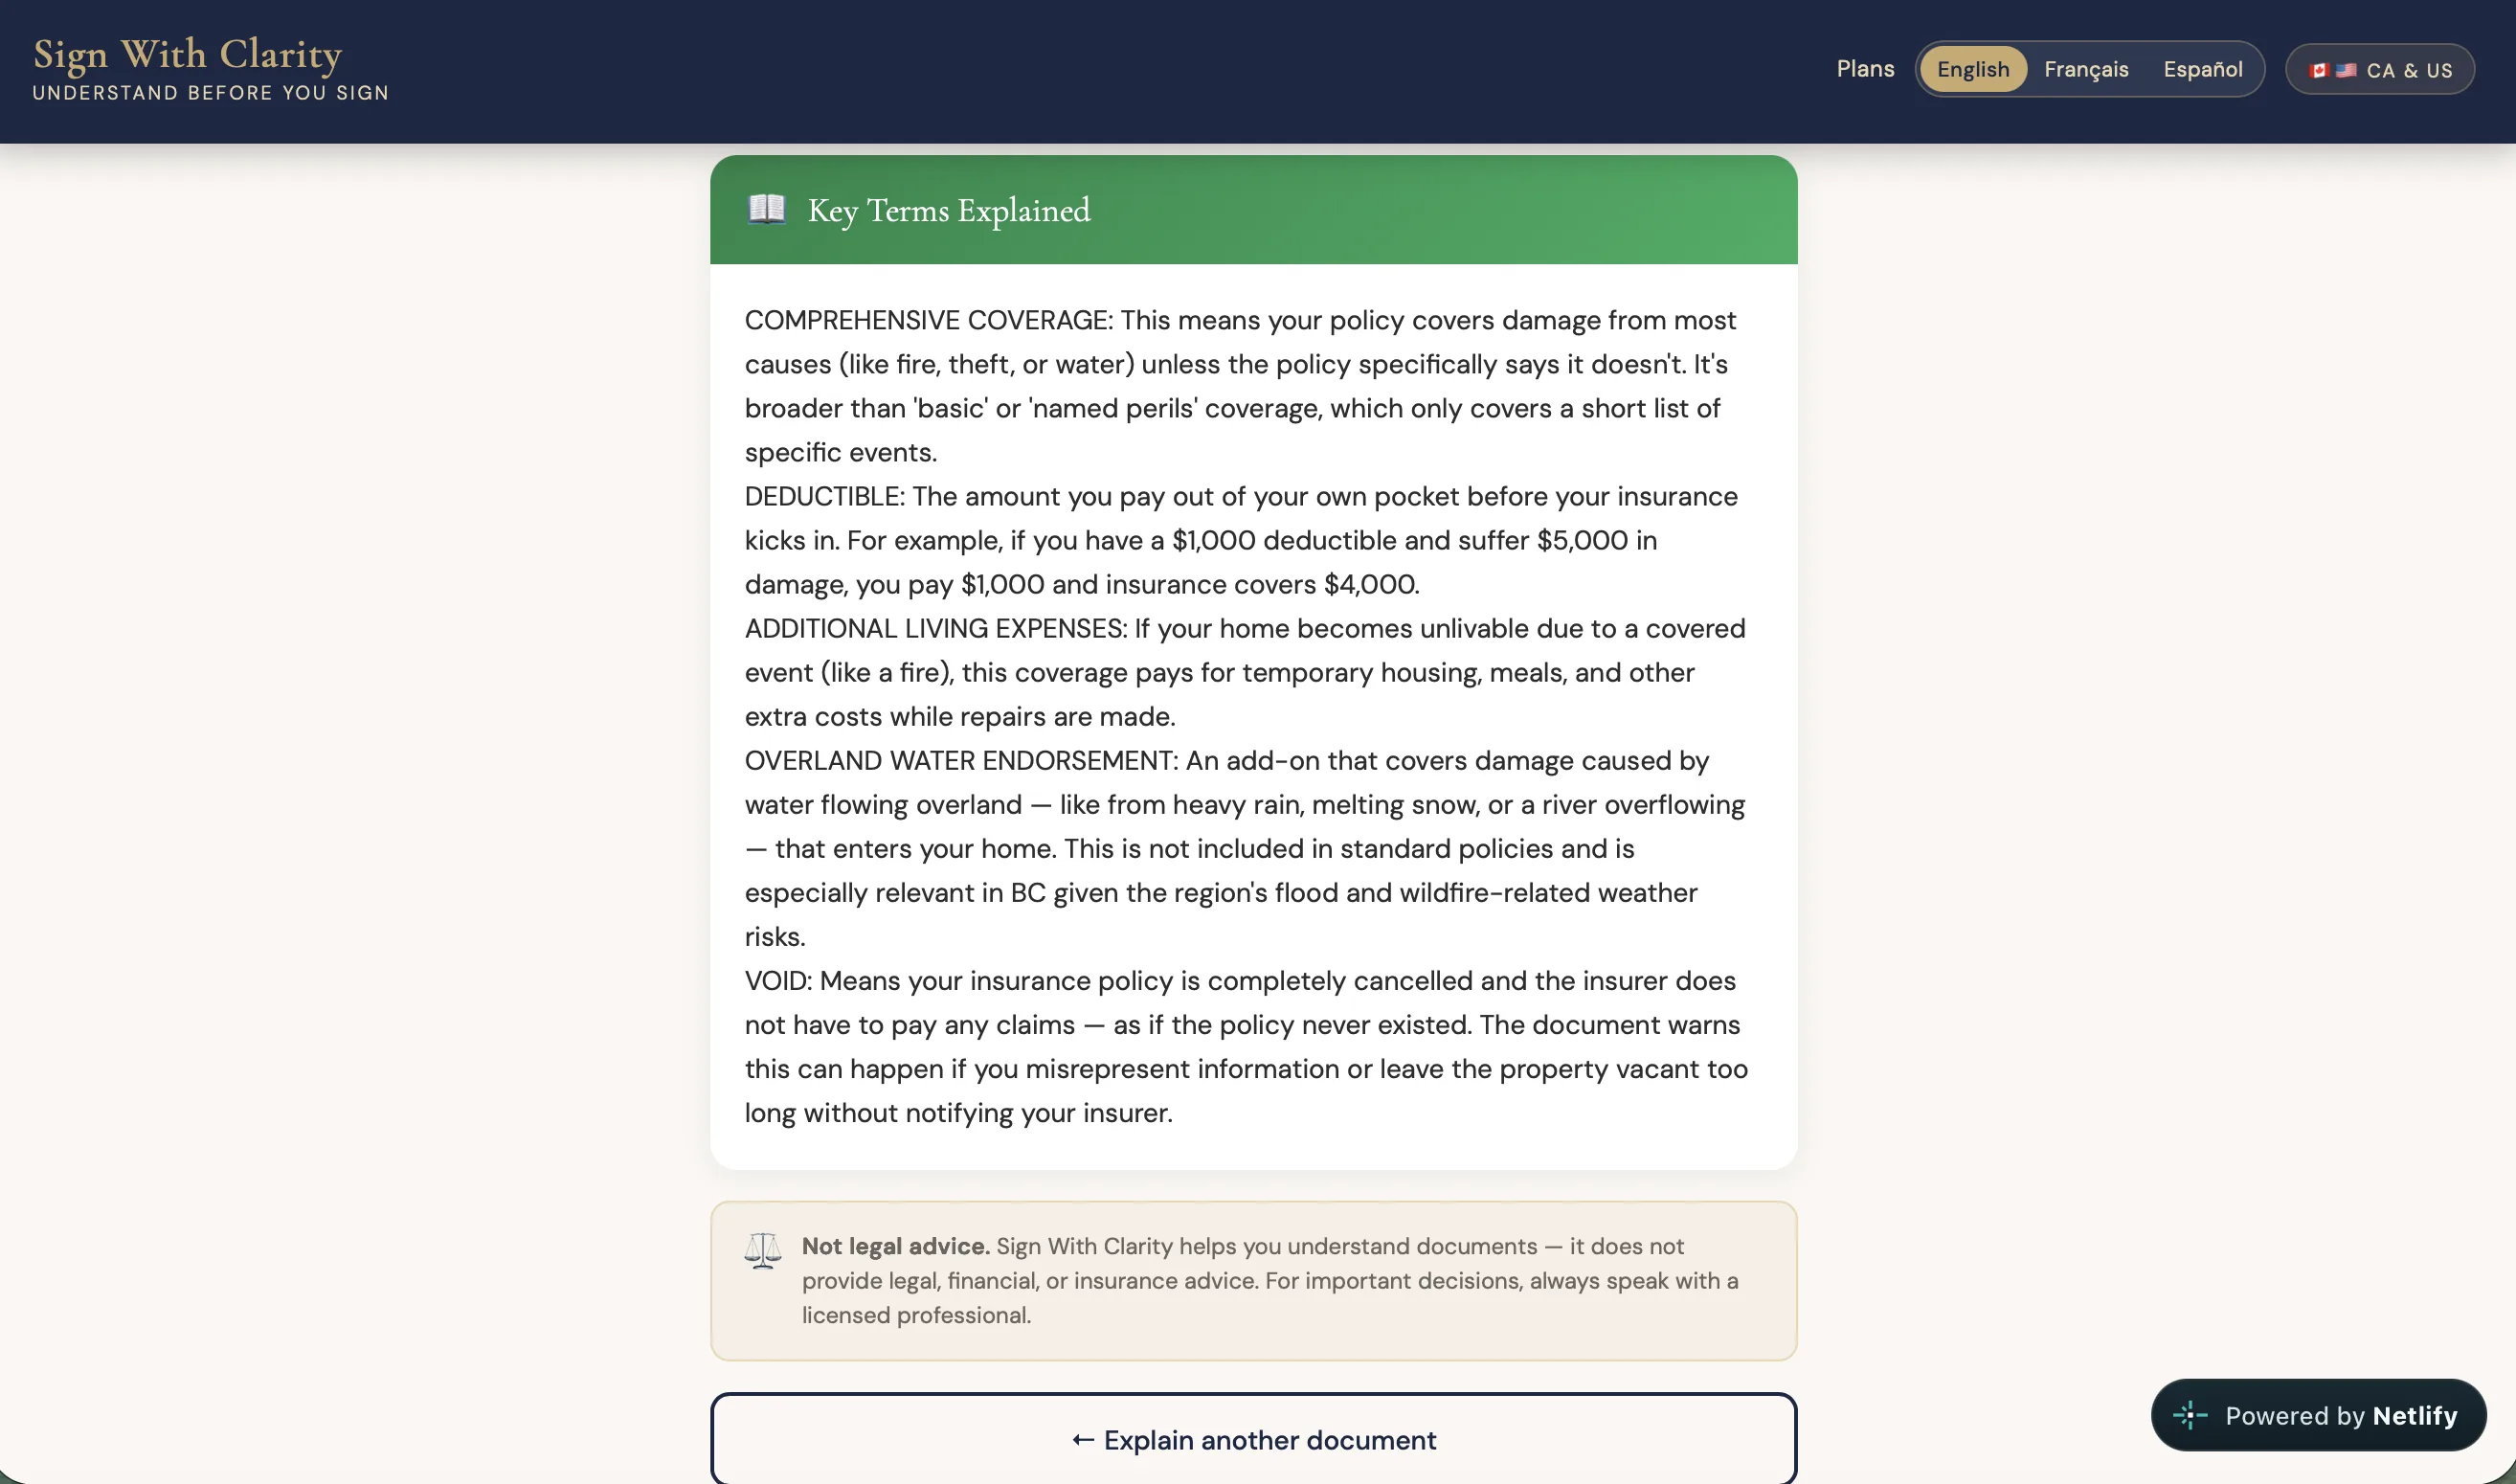 Sign With Clarity
UNDERSTAND BEFORE YOU SIGN
Plans
English
Français
Español
CA & US
Key Terms Explained
COMPREHENSIVE COVERAGE: This means your policy covers damage from most
causes (like fire, theft, or water) unless the policy specifically says it doesn't. It's
broader than 'basic' or 'named perils' coverage, which only covers a short list of
specific events.
DEDUCTIBLE: The amount you pay out of your own pocket before your insurance
kicks in. For example, if you have a $1,000 deductible and suffer $5,000 in
damage, you pay $1,000 and insurance covers $4,000.
ADDITIONAL LIVING EXPENSES: If your home becomes unlivable due to a covered
event (like a fire), this coverage pays for temporary housing, meals, and other
extra costs while repairs are made.
OVERLAND WATER ENDORSEMENT: An add-on that covers damage caused by
water flowing overland — like from heavy rain, melting snow, or a river overflowing
— that enters your home. This is not included in standard policies and is
especially relevant in BC given the region's flood and wildfire-related weather
risks.
VOID: Means your insurance policy is completely cancelled and the insurer does
not have to pay any claims — as if the policy never existed. The document warns
this can happen if you misrepresent information or leave the property vacant too
long without notifying your insurer.
Not legal advice. Sign With Clarity helps you understand documents — it does not
provide legal, financial, or insurance advice. For important decisions, always speak with a
licensed professional.
← Explain another document
Powered by Netlify